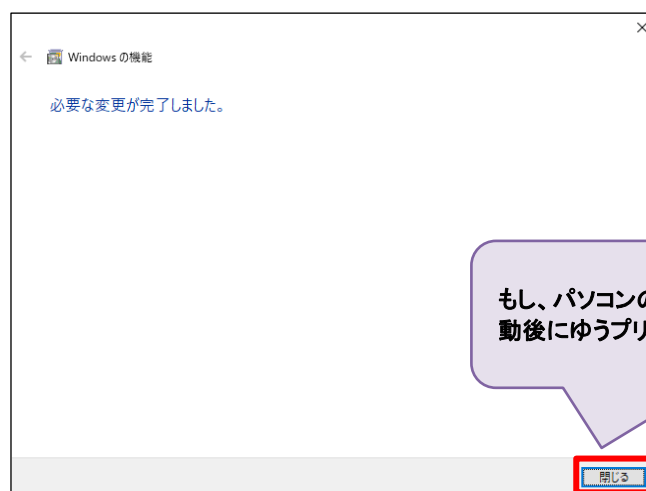 Windows の機能
必要な変更が完了しました。
もし、パソコンの
動後にゆうプリ
閉じる